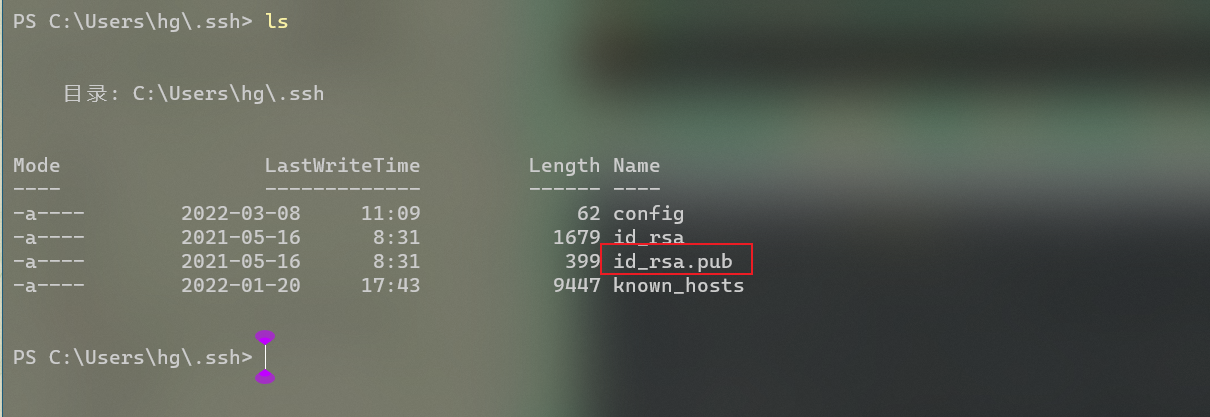 PS C:\Users\hg\.ssh> ls
目录: C:\Users\hg\.ssh
Mode                 LastWriteTime         Length Name
----                 -------------         ------ ----
-a----        2022-03-08     11:09             62 config
-a----        2021-05-16      8:31           1679 id_rsa
-a----        2021-05-16      8:31            399 id_rsa.pub
-a----        2022-01-20     17:43           9447 known_hosts
PS C:\Users\hg\.ssh>